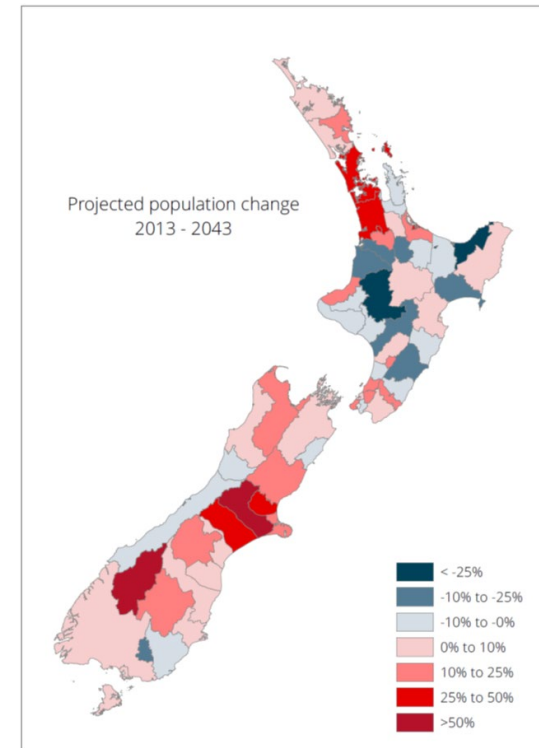 Projected population change
2013 - 2043
< -25%
-10% to -25%
-10% to -0%
0% to 10%
10% to 25%
25% to 50%
>50%